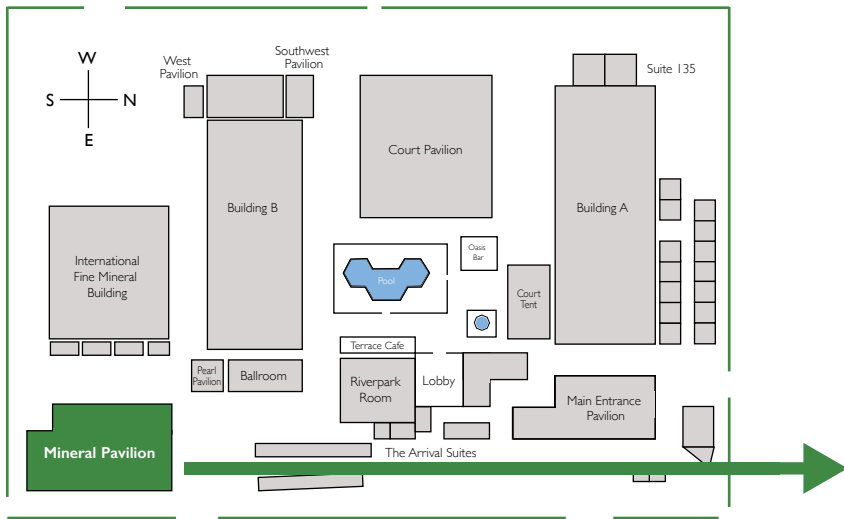 W
S
N
E
West
Pavilion
Southwest
Pavilion
Suite 135
Court Pavilion
Building B
Building A
International
Fine Mineral
Building
Oasis
Bar
Pool
Court
Tent
Terrace Cafe
Pearl
Pavilion
Ballroom
Riverpark
Room
Lobby
Main Entrance
Pavilion
Mineral Pavilion
The Arrival Suites